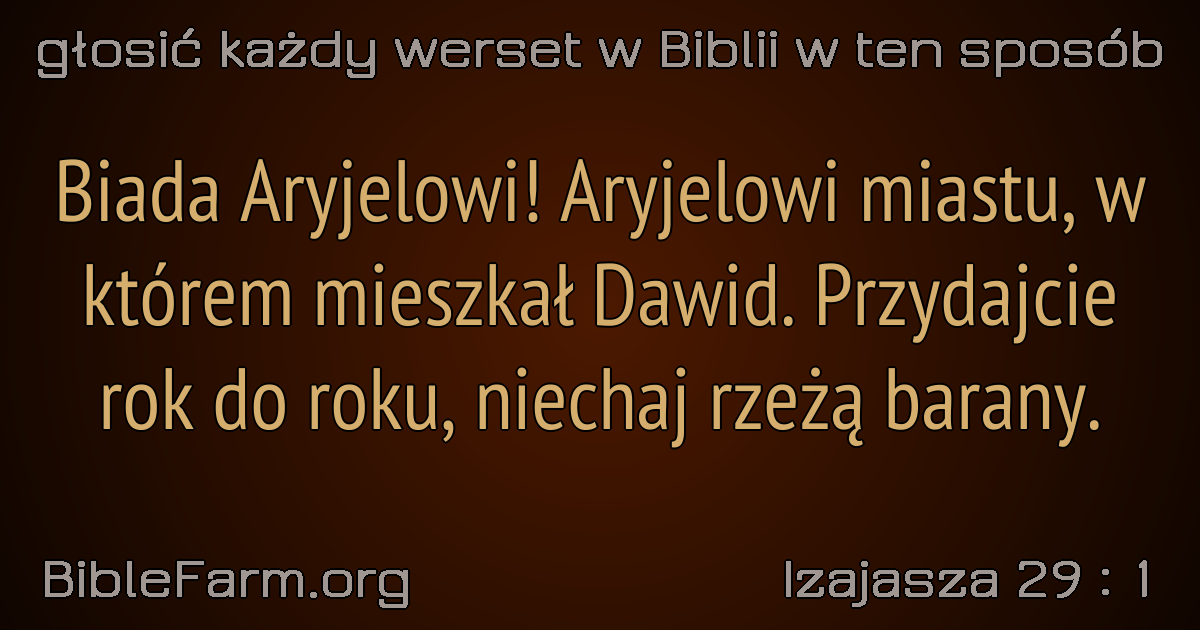 głosić każdy werset w Biblii w ten sposób
Biada Aryjelowi! Aryjelowi miastu, w
którem mieszkał Dawid. Przydajcie
rok do roku, niechaj rzeżą barany.
BibleFarm.org
Izajasza 29 : 1